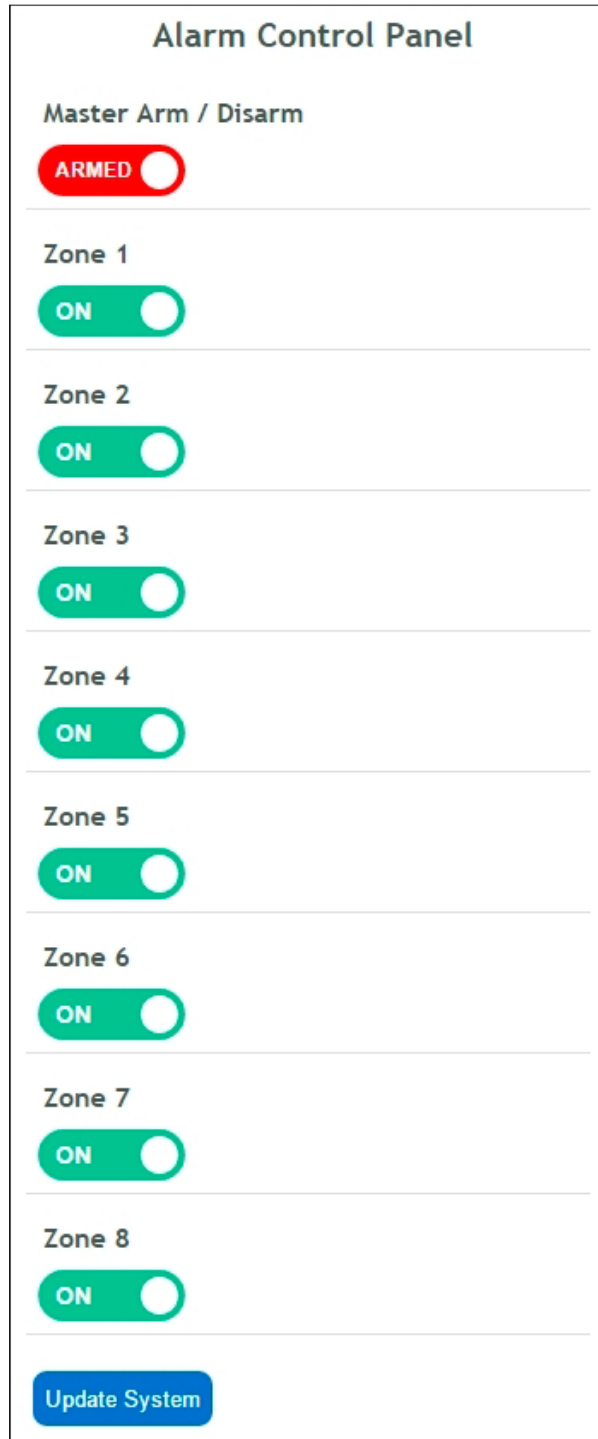 Alarm Control Panel
Master Arm / Disarm
ARMED
Zone 1
ON
Zone 2
ON
Zone 3
ON
Zone 4
ON
Zone 5
ON
Zone 6
ON
Zone 7
ON
Zone 8
ON
Update System